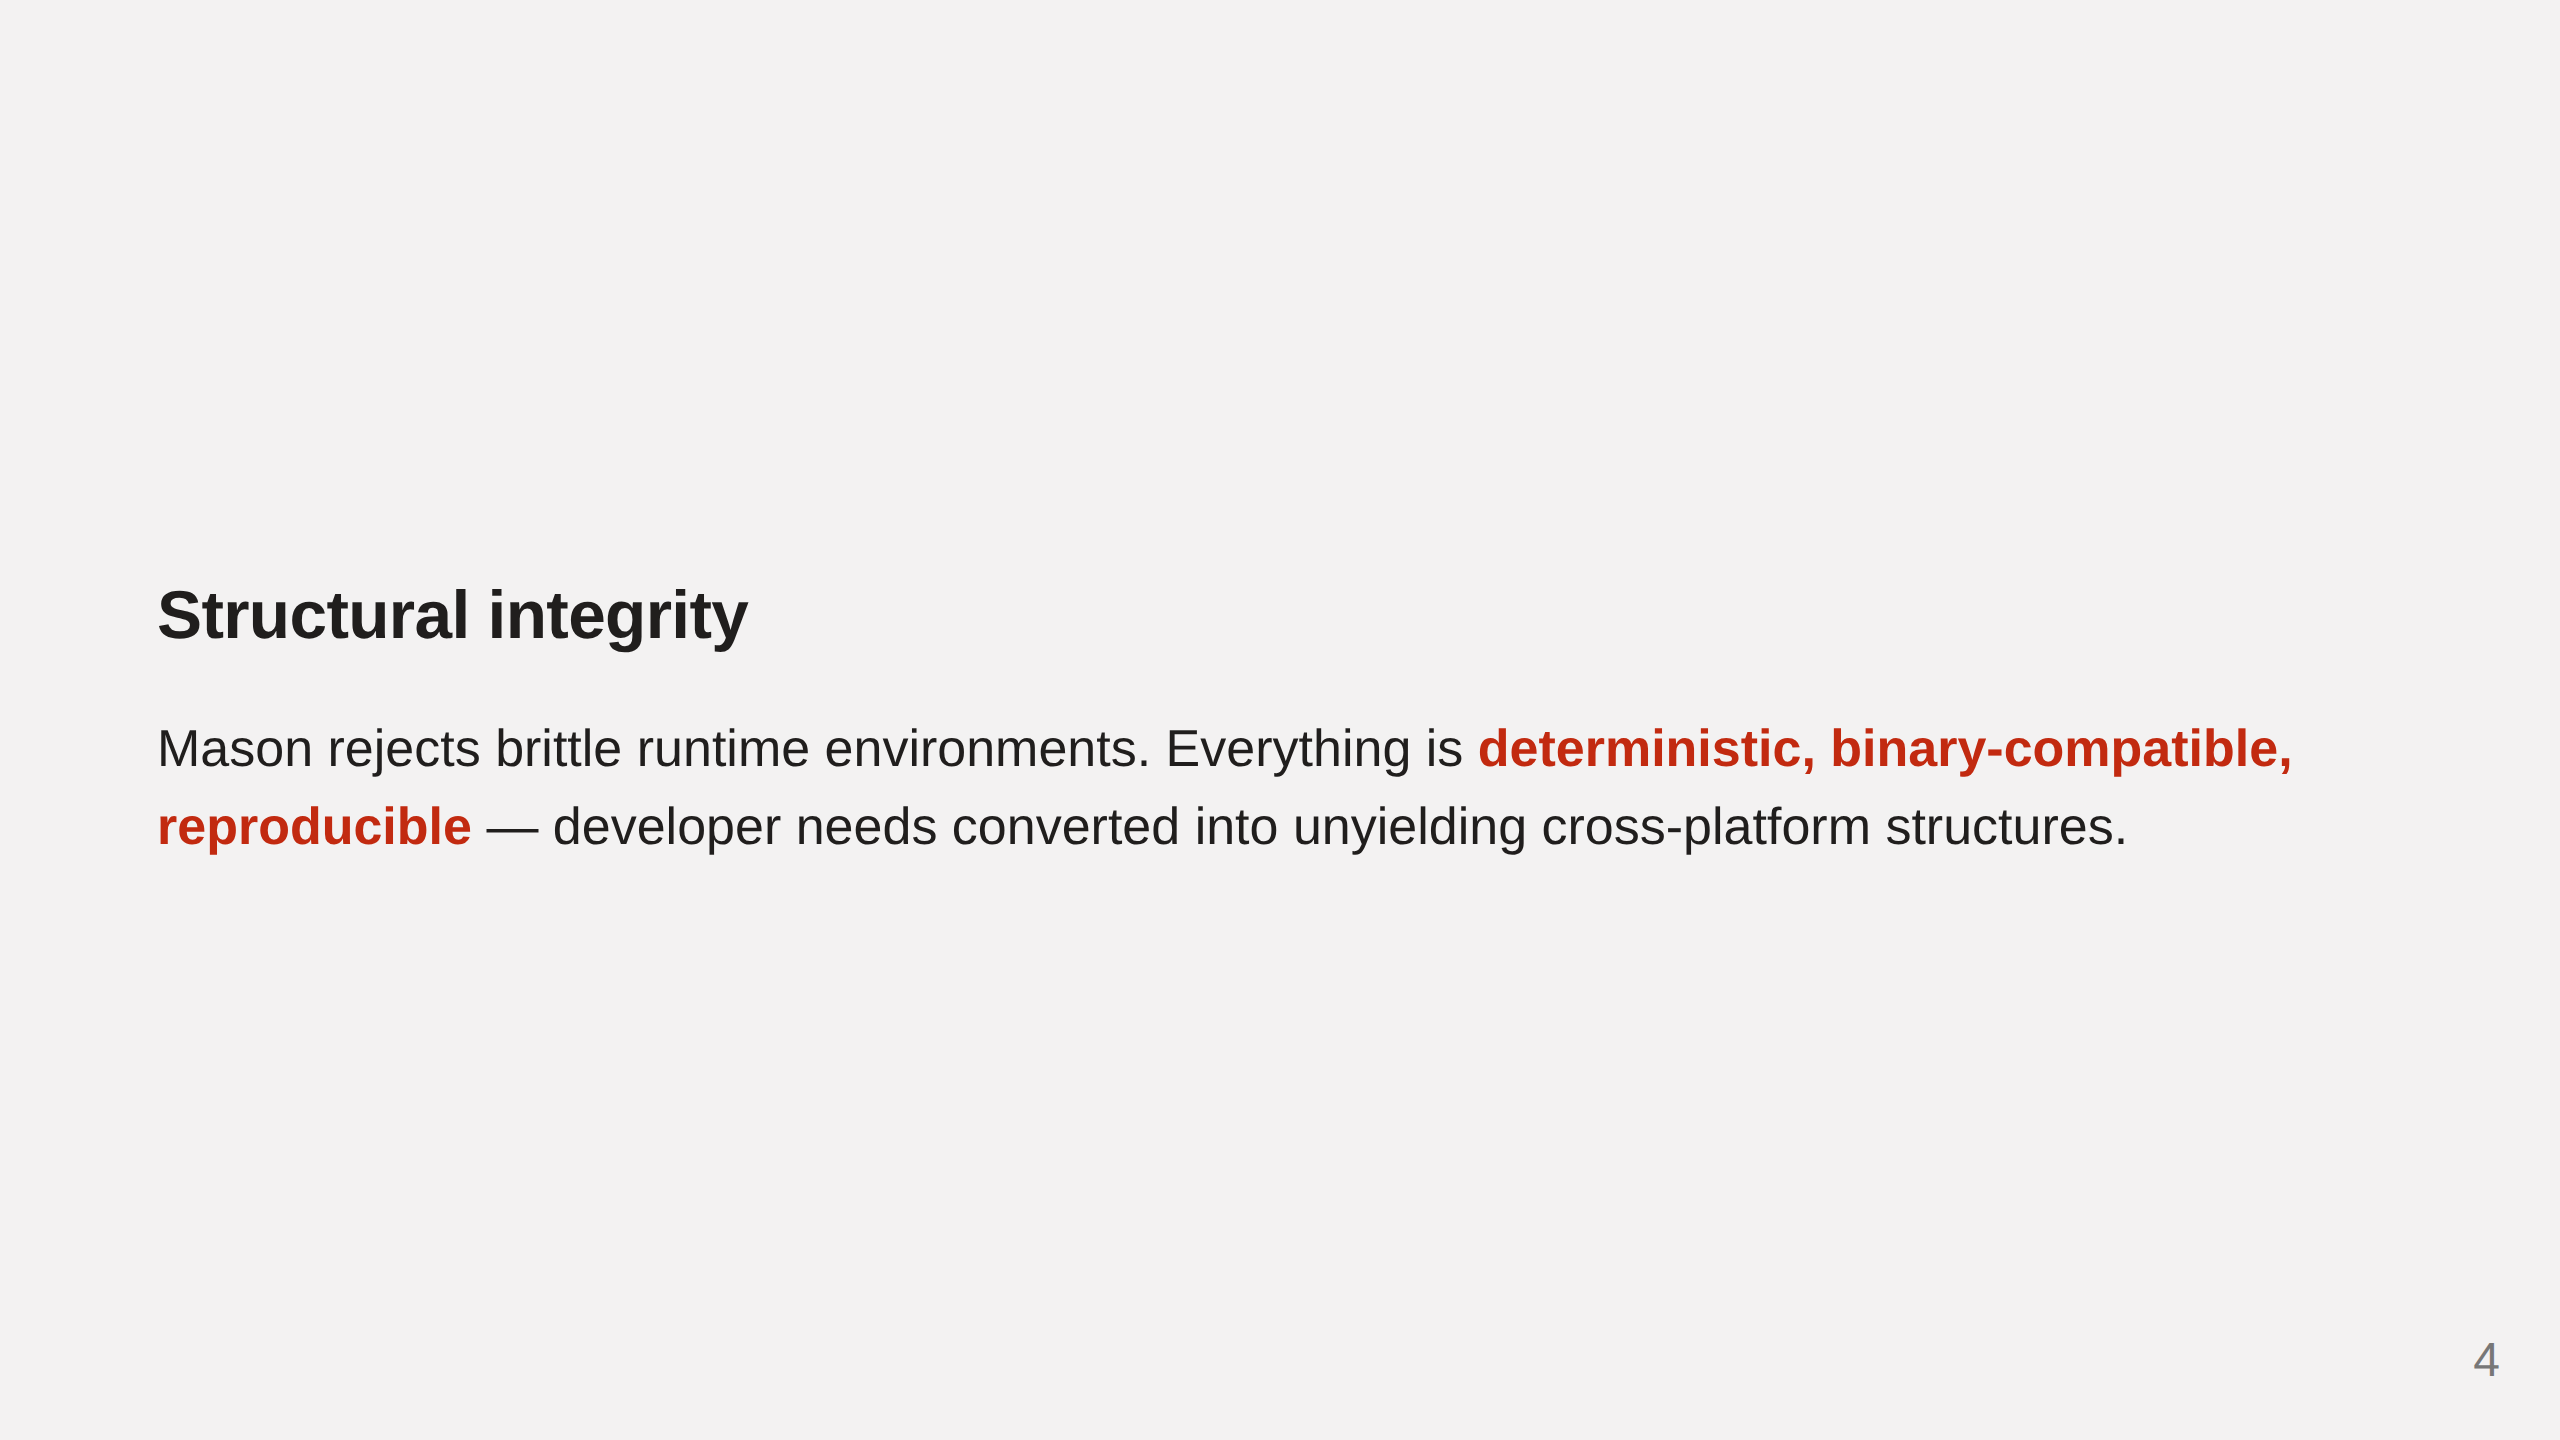 Structural integrity
Mason rejects brittle runtime environments. Everything is deterministic, binary-compatible,
reproducible — developer needs converted into unyielding cross-platform structures.
4